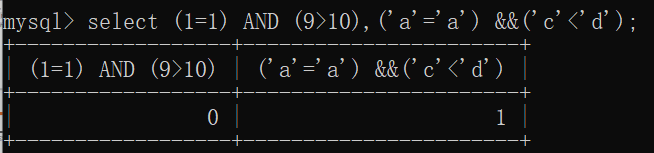 mysql> select (1=1) AND (9>10),('a'='a') &&('c'<'d');
+------------------+----------------------+
| (1=1) AND (9>10) | ('a'='a') &&('c'<'d') |
+------------------+----------------------+
| 0 | 1 |
+------------------+----------------------+